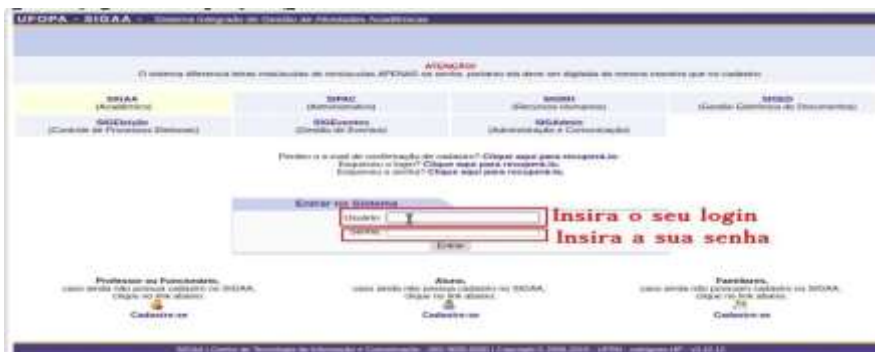 UFOPA - SIGAA - Sistema Integrado de Gestão de Atividades Acadêmicas
ATENÇÃO!
O sistema diferencia letras maiúsculas de minúsculas APENAS na senha, portanto ela deve ser digitada da mesma maneira que no cadastro.
SIGAA SIPAC SIGRH SIGED
(Acadêmico) (Administrativo) (Recursos Humanos) (Gestão Eletrônica de Documentos)
SIGEleição SIGEventos SIGAdmin
(Controle de Processos Eleitorais) (Gestão de Eventos) (Administração e Comunicação)
Perdeu o e-mail de confirmação de cadastro? Clique aqui para recuperá-lo.
Esqueceu o login? Clique aqui para recuperá-lo.
Esqueceu a senha? Clique aqui para recuperá-la.
Entrar no Sistema
Usuário: Insira o seu login
Senha: Insira a sua senha
Entrar
Professor ou Funcionário, Aluno, Familiares,
caso ainda não possua cadastro no SIGAA, caso ainda não possua cadastro no SIGAA, caso ainda não possuam cadastro no SIGAA,
clique no link abaixo. clique no link abaixo. clique no link abaixo.
Cadastre-se Cadastre-se Cadastre-se